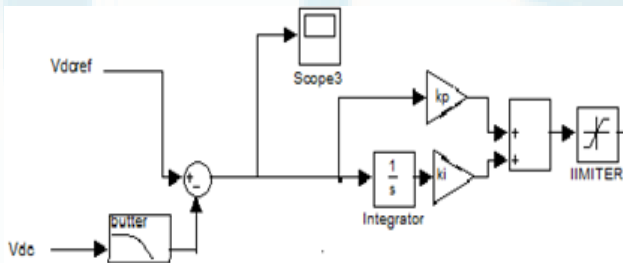 Vdcref
Scope3
kp
+
-
+
+
1
s
Integrator
ki
IIMITER
butter
Vdc